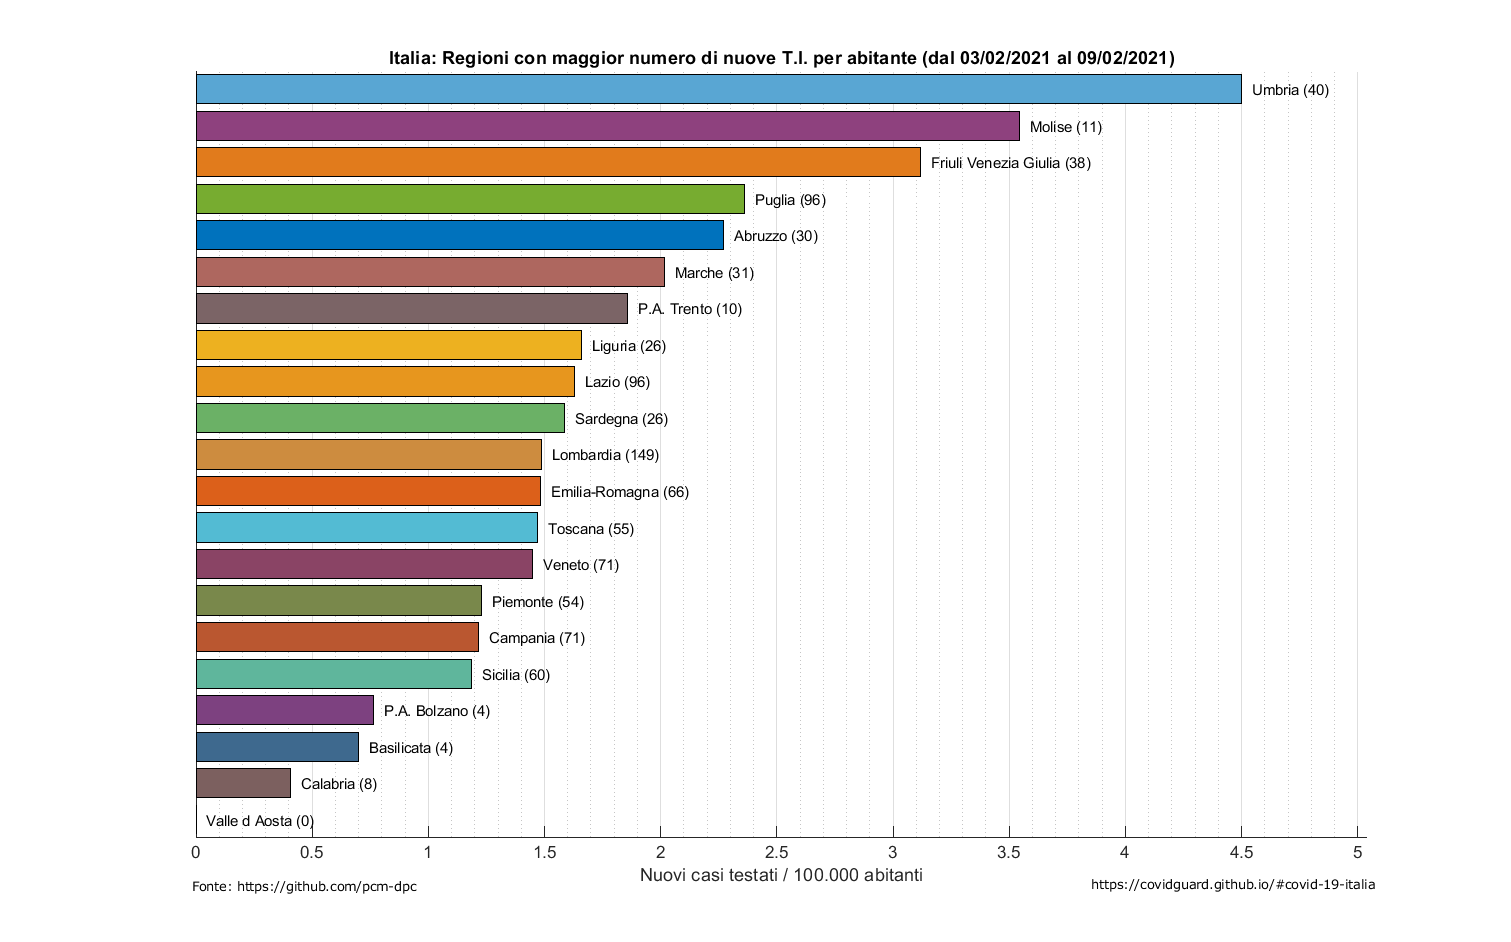 Italia: Regioni con maggior numero di nuove T.I. per abitante (dal 03/02/2021 al 09/02/2021)
Umbria (40)
Molise (11)
Friuli Venezia Giulia (38)
Puglia (96)
Abruzzo (30)
Marche (31)
P.A. Trento (10)
Liguria (26)
Lazio (96)
Sardegna (26)
Lombardia (149)
Emilia-Romagna (66)
Toscana (55)
Veneto (71)
Piemonte (54)
Campania (71)
Sicilia (60)
P.A. Bolzano (4)
Basilicata (4)
Calabria (8)
Valle d Aosta (0)
0 0.5 1 1.5 2 2.5 3 3.5 4 4.5 5
Nuovi casi testati / 100.000 abitanti
Fonte: https://github.com/pcm-dpc
https://covidguard.github.io/#covid-19-italia